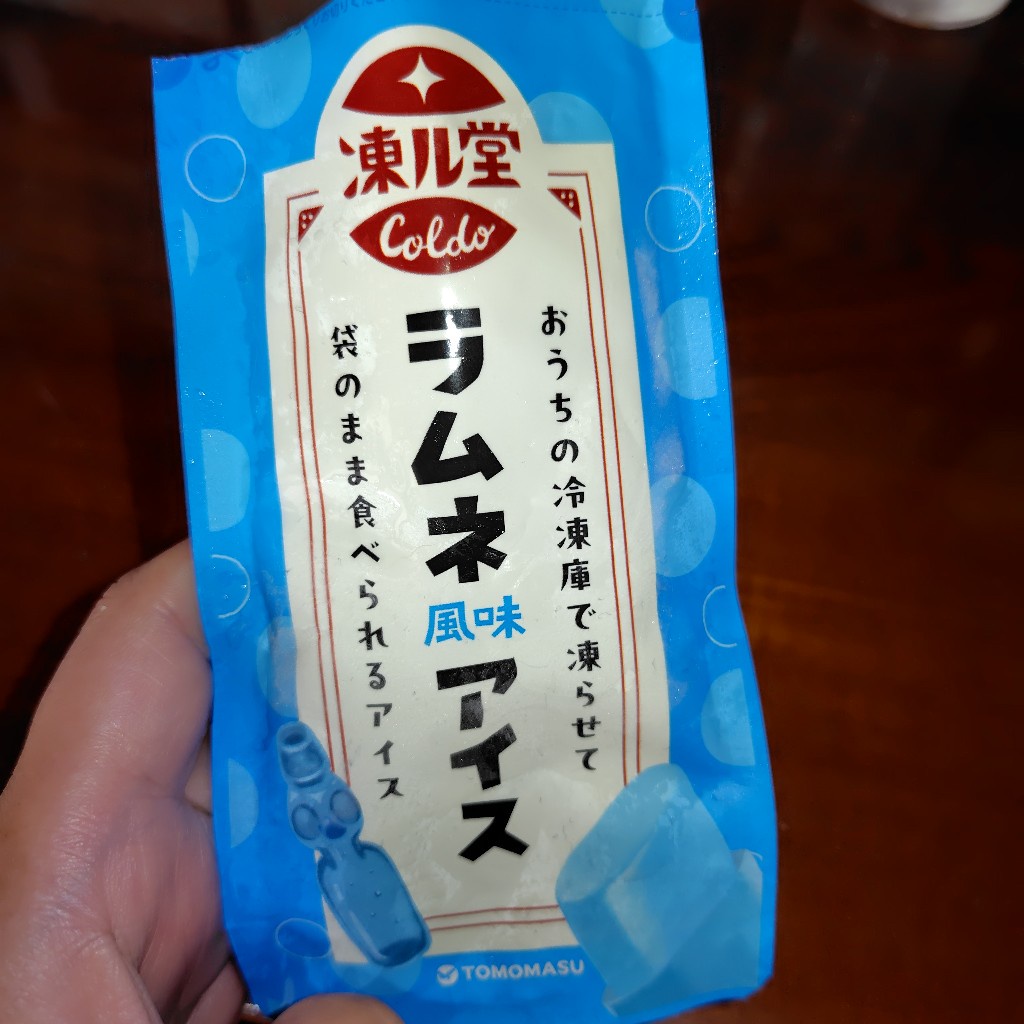 凍ル堂
Coldo
おうちの冷凍庫で凍らせて
ラムネ
風味
アイス
袋のまま食べられるアイス
TOMOMASU